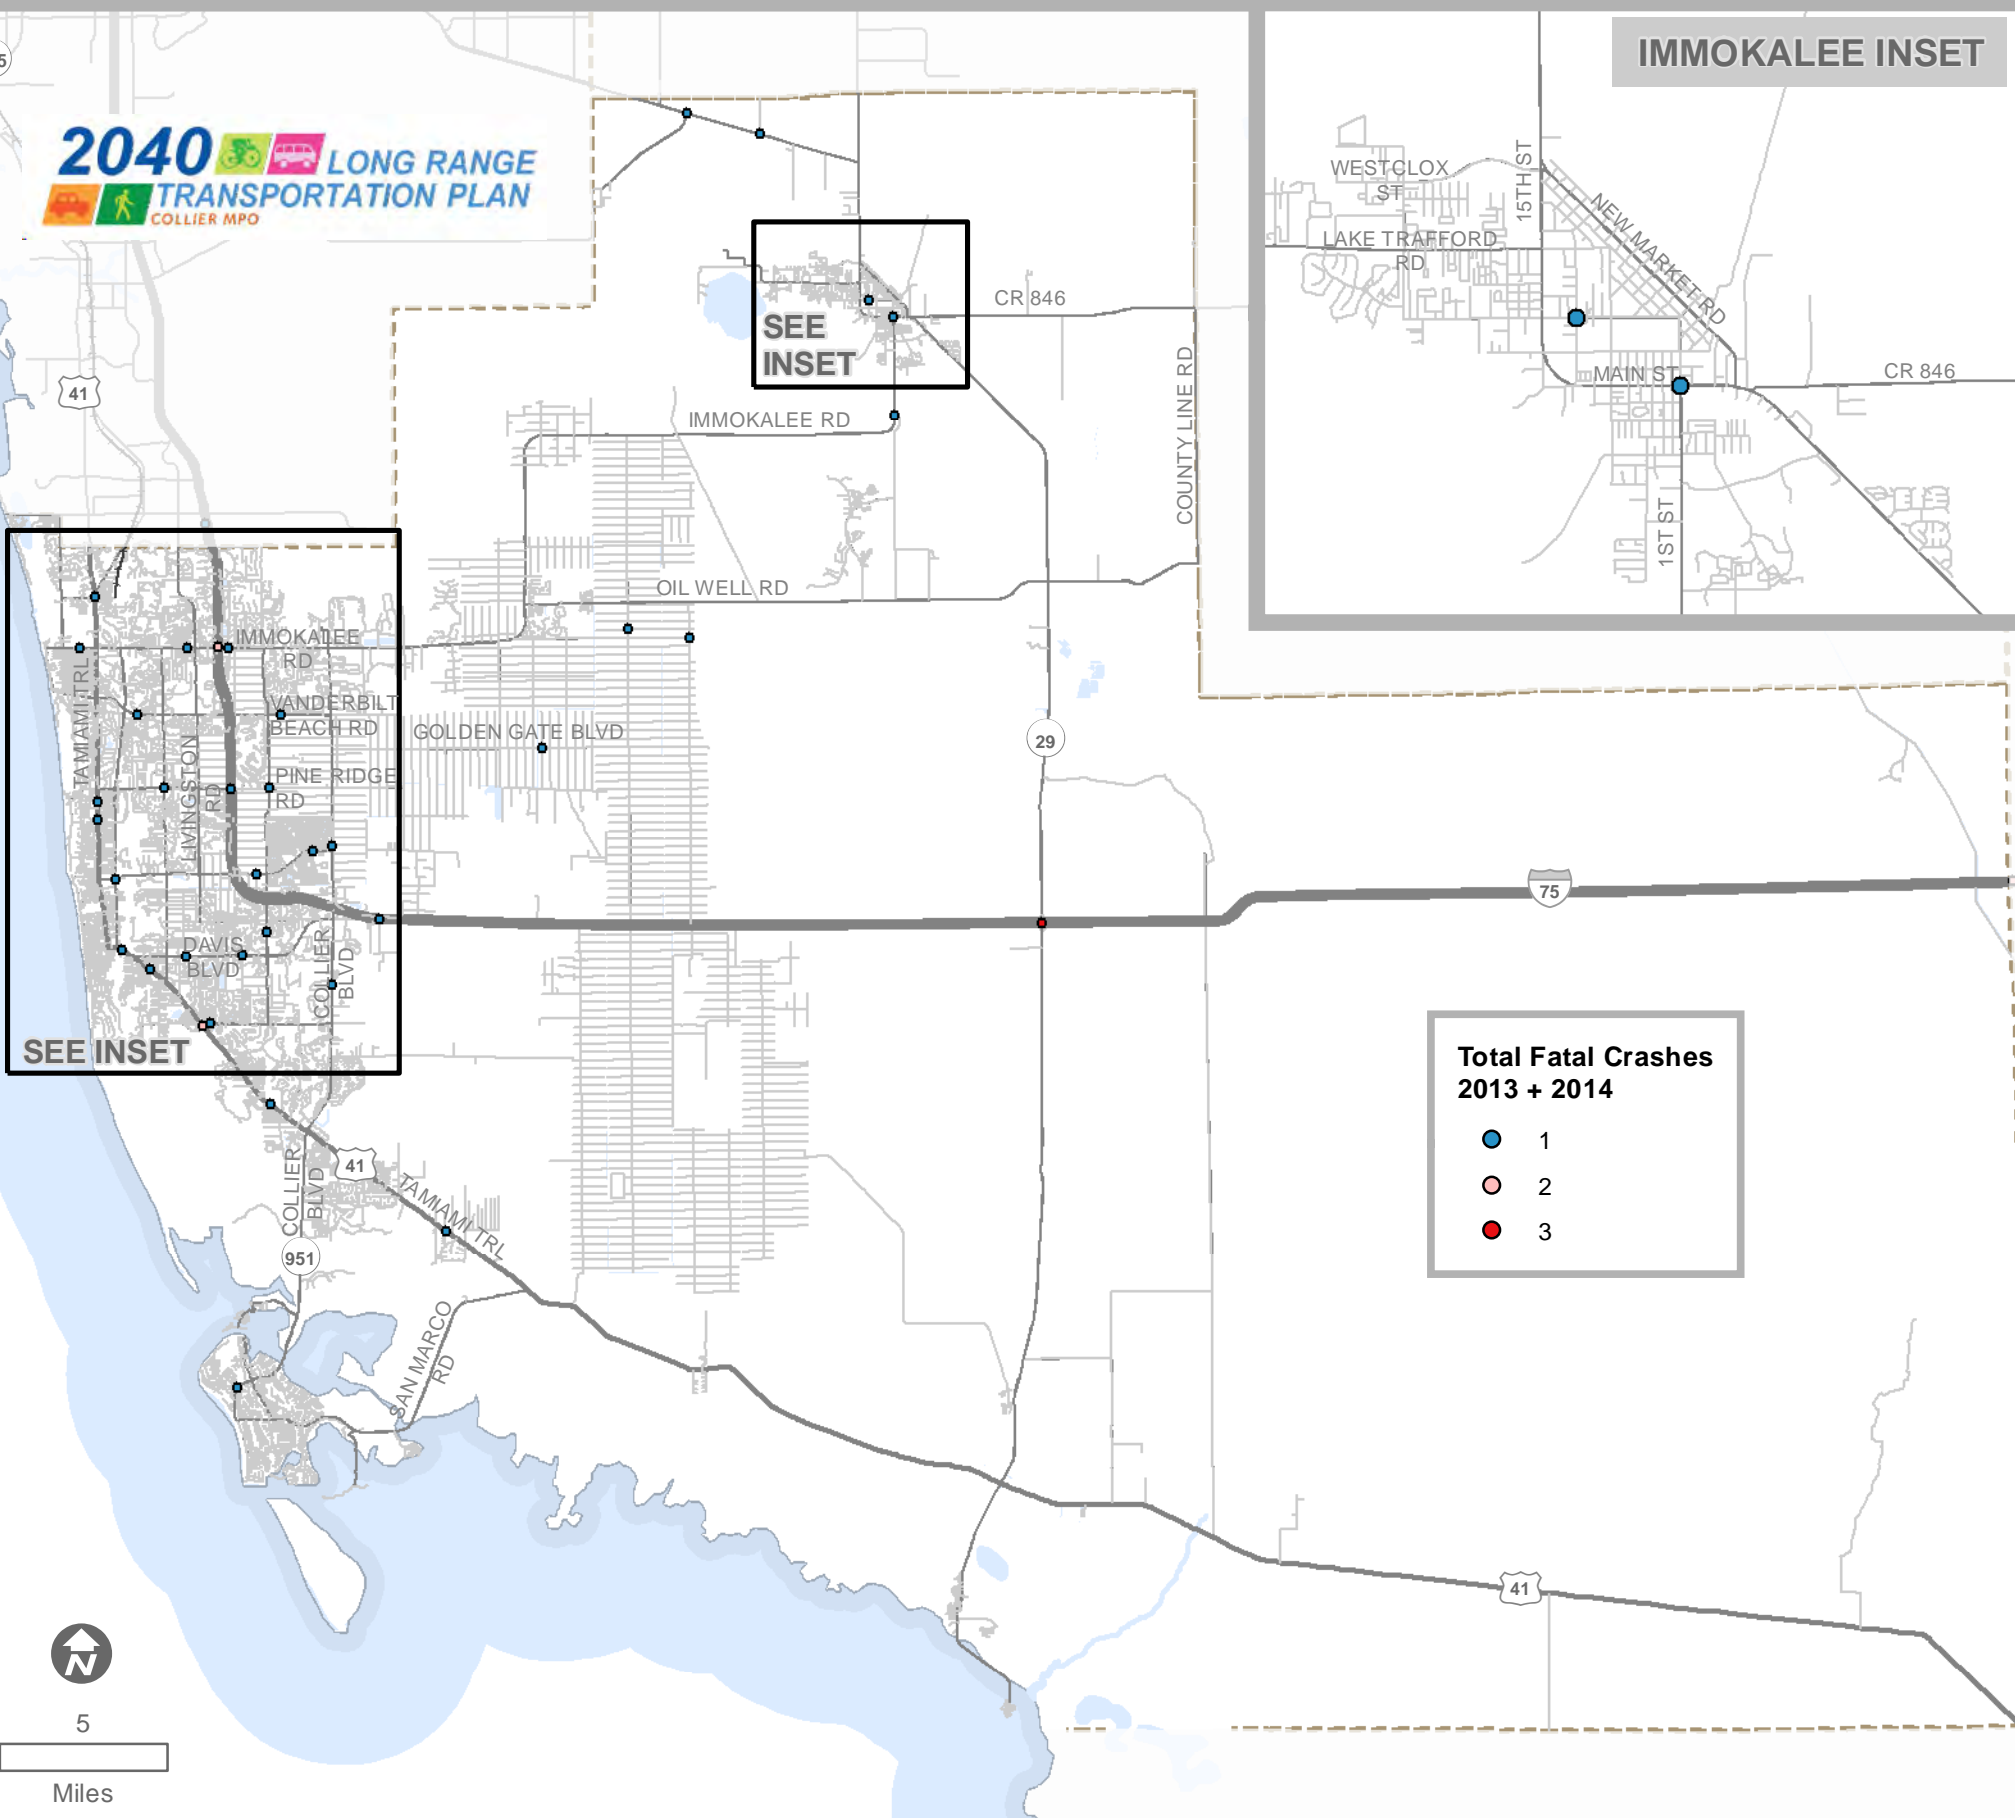 IMMOKALEE INSET
5
2040 LONG RANGE
TRANSPORTATION PLAN
COLLIER MPO
WESTCLOX
ST
15TH ST
NEW MARKET RD
LAKE TRAFFORD
RD
MAIN ST
CR 846
1ST ST
SEE
INSET
CR 846
COUNTY LINE RD
41
IMMOKALEE RD
OIL WELL RD
IMMOKALEE
RD
TAMIAMI TRL
VANDERBILT
BEACH RD
GOLDEN GATE BLVD
LIVINGSTON
RD
PINE RIDGE
RD
29
75
DAVIS
BLVD
COLLIER
BLVD
SEE INSET
Total Fatal Crashes
2013 + 2014
1
2
3
COLLIER
BLVD
41
TAMIAMI TRL
951
SAN MARCO
RD
41
N
5
Miles